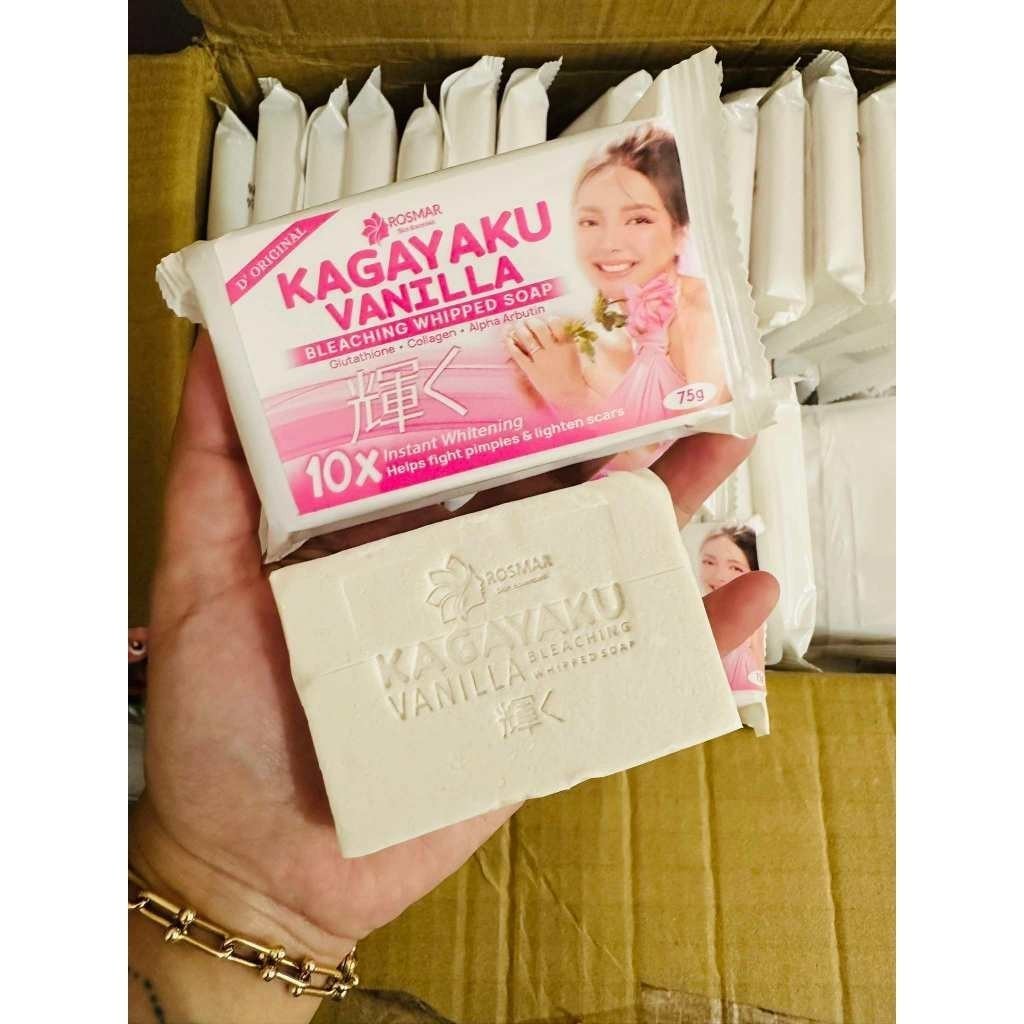 D' ORIGINAL
ROSMAR
KAGAYAKU
VANILLA
BLEACHING WHIPPED SOAP
Glutathione • Collagen • Alpha Arbutin
輝く
10x Instant Whitening
Helps fight pimples & lighten scars
75g
ROSMAR
KAGAYAKU
VANILLA BLEACHING
WHIPPED SOAP
輝く